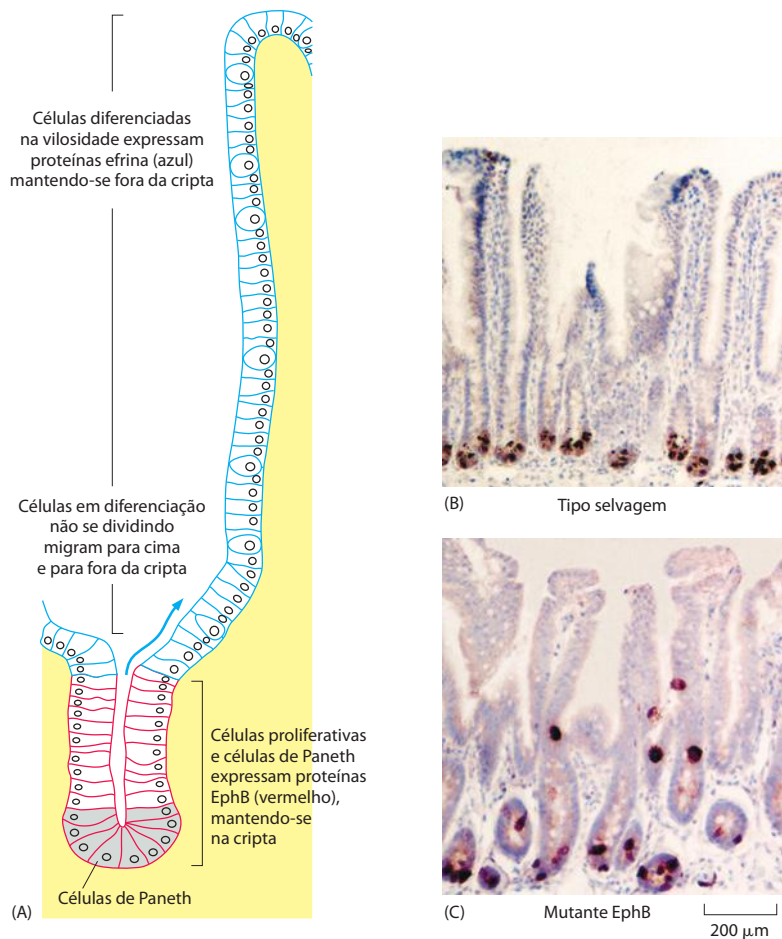 Células diferenciadas
na vilosidade expressam
proteínas efrina (azul)
mantendo-se fora da cripta
Células em diferenciação
não se dividindo
migram para cima
e para fora da cripta
Células proliferativas
e células de Paneth
expressam proteínas
EphB (vermelho),
mantendo-se
na cripta
Células de Paneth
(A)
(B)
Tipo selvagem
(C)
Mutante EphB
200 μm